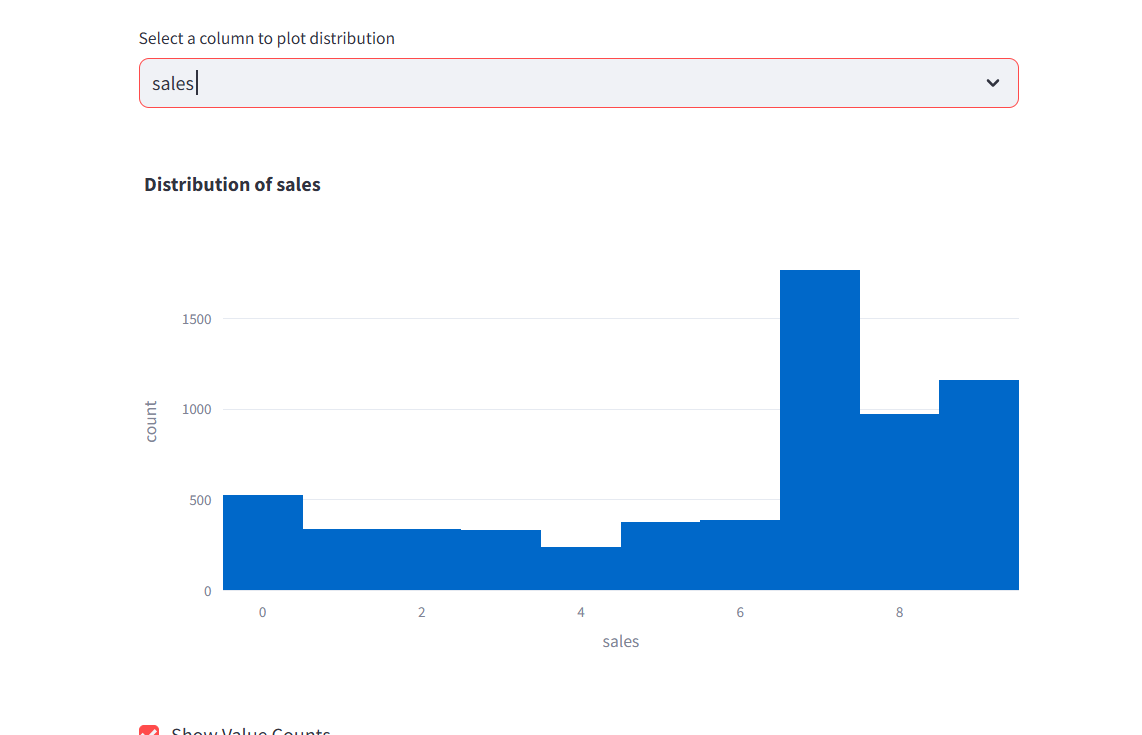 Select a column to plot distribution
sales
Distribution of sales
1500
1000
500
0
count
0 2 4 6 8
sales
Show Value Counts